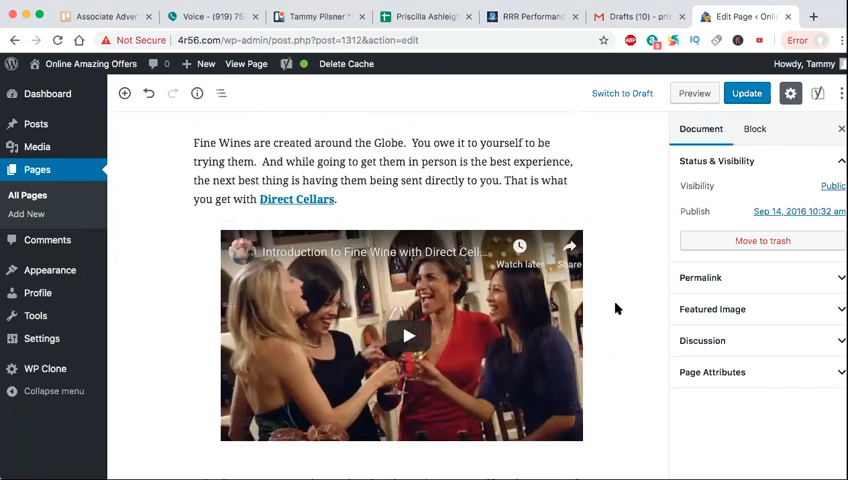 Associate Adver
Voice - (919) 75
Tammy Pilsner
Priscilla Ashleigh
RRR Performanc
Drafts (10) - pris
Edit Page ‹ Onlin
Not Secure
4r56.com/wp-admin/post.php?post=1312&action=edit
Error
Online Amazing Offers
0
New
View Page
Delete Cache
Howdy, Tammy
Dashboard
Posts
Media
Pages
All Pages
Add New
Comments
Appearance
Profile
Tools
Settings
WP Clone
Collapse menu
Switch to Draft
Preview
Update
Fine Wines are created around the Globe. You owe it to yourself to be
trying them. And while going to get them in person is the best experience,
the next best thing is having them being sent directly to you. That is what
you get with Direct Cellars.
Introduction to Fine Wine with Direct Cell...
Watch later
Share
Document
Block
Status & Visibility
Visibility
Public
Publish
Sep 14, 2016 10:32 am
Move to trash
Permalink
Featured Image
Discussion
Page Attributes